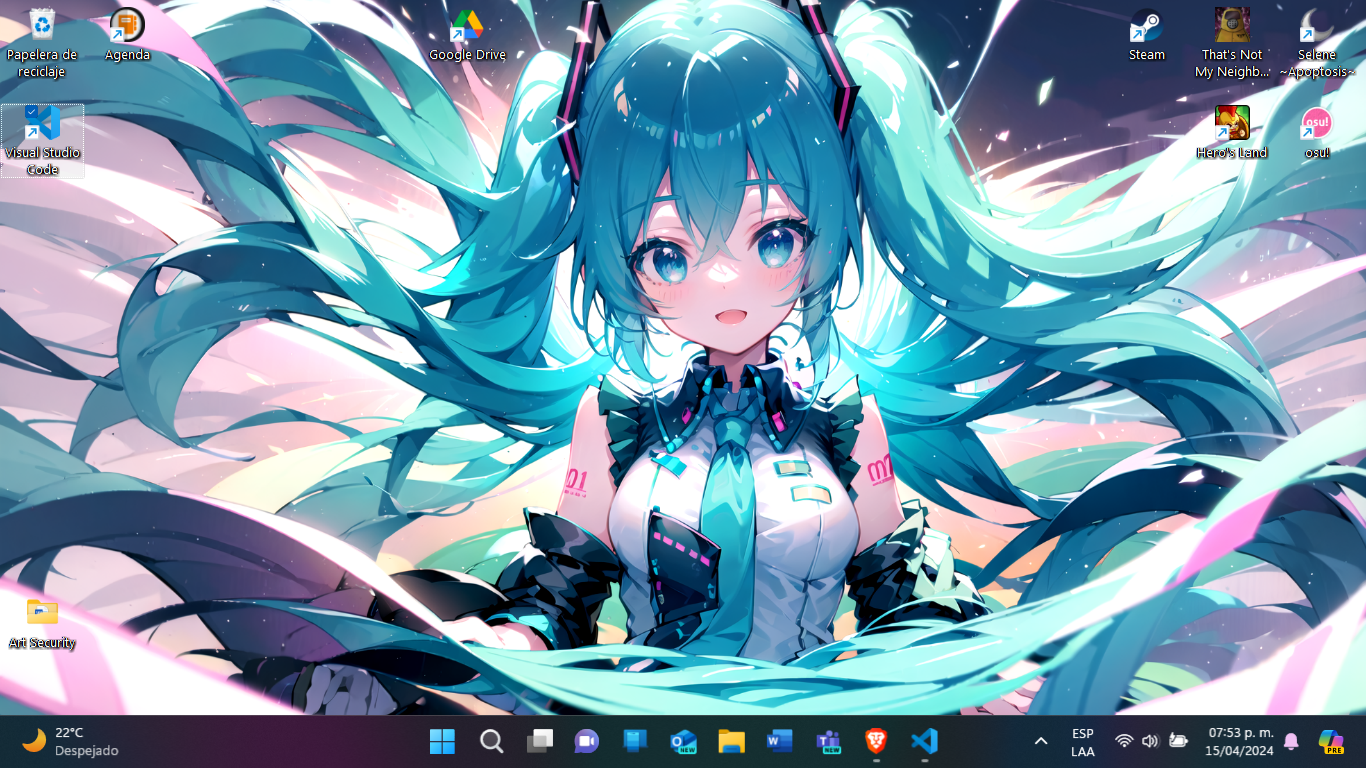 Papelera de
reciclaje
Agenda
Google Drive
Steam
That's Not
My Neighb...
Selene
~Apoptosis~
Visual Studio
Code
Hero's Land
osu!
osu!
01
Art Security
22°C
Despejado
NEW
NEW
ESP
LAA
07:53 p. m.
15/04/2024
PRE